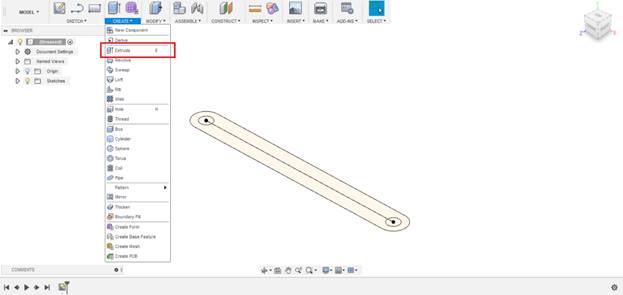 MODEL
SKETCH
CREATE
MODIFY
ASSEMBLE
CONSTRUCT
INSPECT
INSERT
MAKE
ADD-INS
SELECT
BROWSER
(Unsaved)
Document Settings
Named Views
Origin
Sketches
New Component
Derive
Extrude E
Revolve
Sweep
Loft
Rib
Web
Hole H
Thread
Box
Cylinder
Sphere
Torus
Coil
Pipe
Pattern
Mirror
Thicken
Boundary Fill
Create Form
Create Base Feature
Create Mesh
Create PCB
COMMENTS